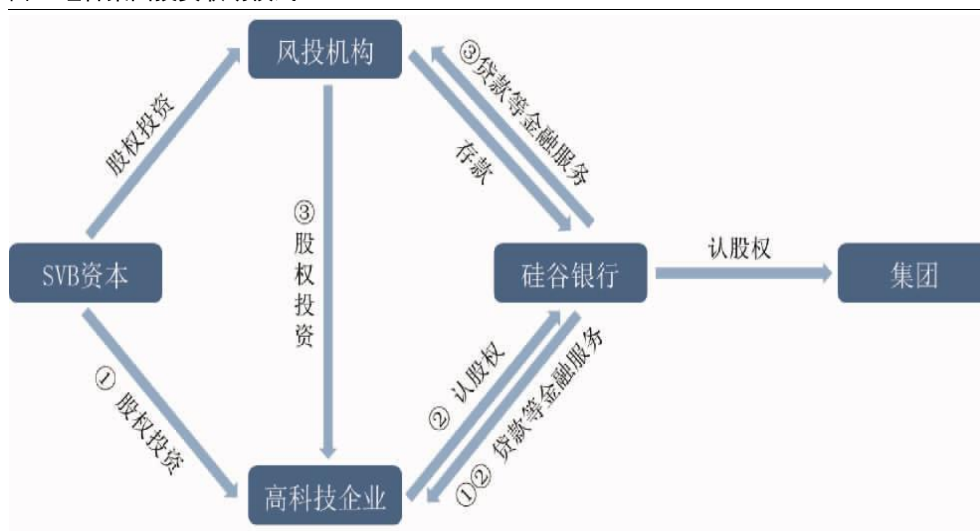 风投机构
③贷款等金融服务
股权投资
存款
③股权投资
SVB资本
硅谷银行
认股权
集团
① 股权投资
② 认股权
①② 贷款等金融服务
高科技企业